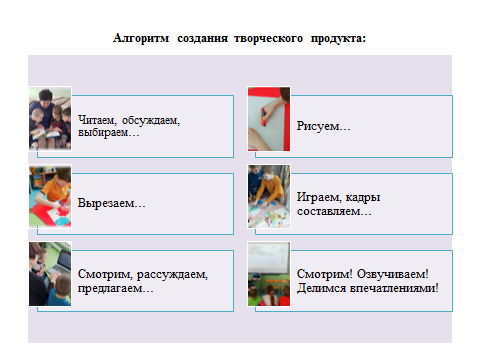 Алгоритм создания творческого продукта:
Читаем, обсуждаем,
выбираем…
Рисуем…
Вырезаем…
Играем, кадры
составляем…
Смотрим, рассуждаем,
предлагаем…
Смотрим! Озвучиваем!
Делимся впечатлениями!